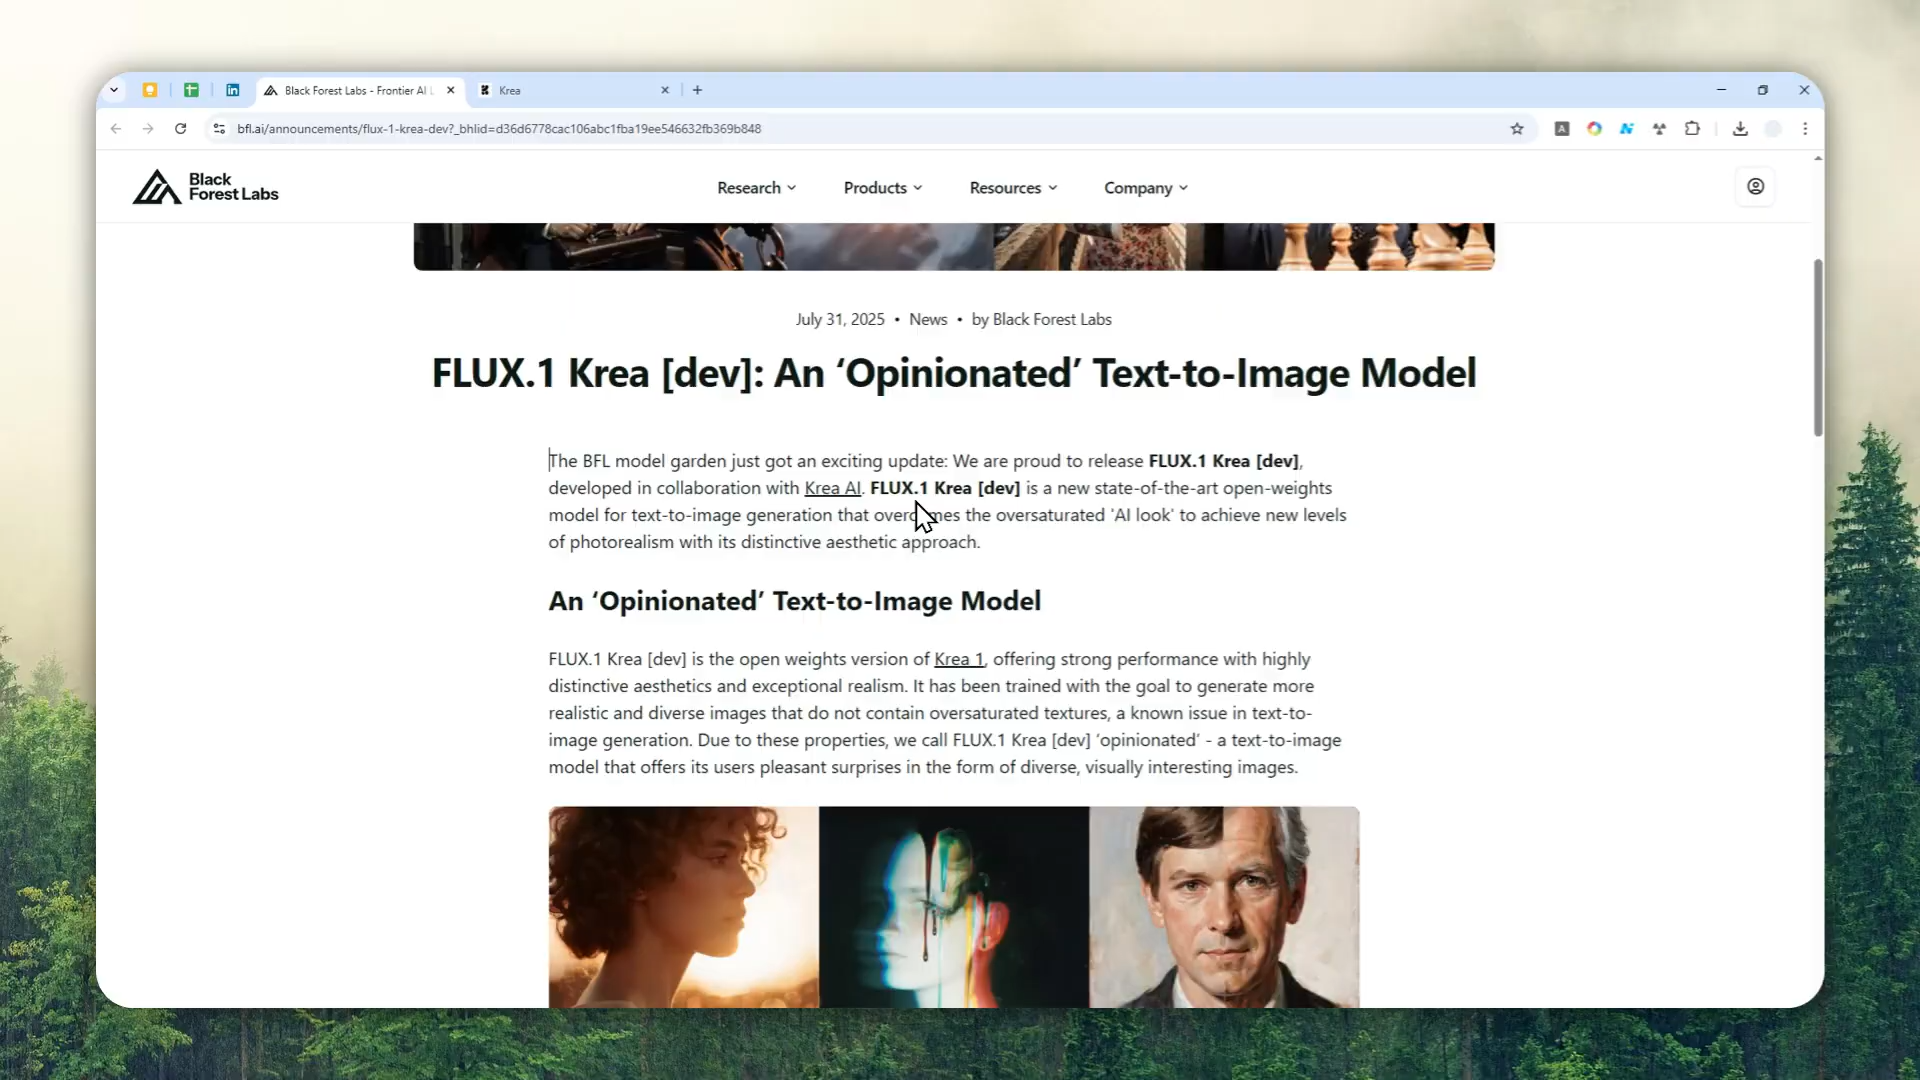 Black Forest Labs - Frontier AI L
Krea
bfl.ai/announcements/flux-1-krea-dev?_bhlid=d36d6778cac106abc1fba19ee546632fb369b848
Black
Forest Labs
Research
Products
Resources
Company
July 31, 2025 • News • by Black Forest Labs
FLUX.1 Krea [dev]: An ‘Opinionated’ Text-to-Image Model
The BFL model garden just got an exciting update: We are proud to release FLUX.1 Krea [dev],
developed in collaboration with Krea AI. FLUX.1 Krea [dev] is a new state-of-the-art open-weights
model for text-to-image generation that overcomes the oversaturated 'AI look' to achieve new levels
of photorealism with its distinctive aesthetic approach.
An ‘Opinionated’ Text-to-Image Model
FLUX.1 Krea [dev] is the open weights version of Krea 1, offering strong performance with highly
distinctive aesthetics and exceptional realism. It has been trained with the goal to generate more
realistic and diverse images that do not contain oversaturated textures, a known issue in text-to-
image generation. Due to these properties, we call FLUX.1 Krea [dev] ‘opinionated’ - a text-to-image
model that offers its users pleasant surprises in the form of diverse, visually interesting images.